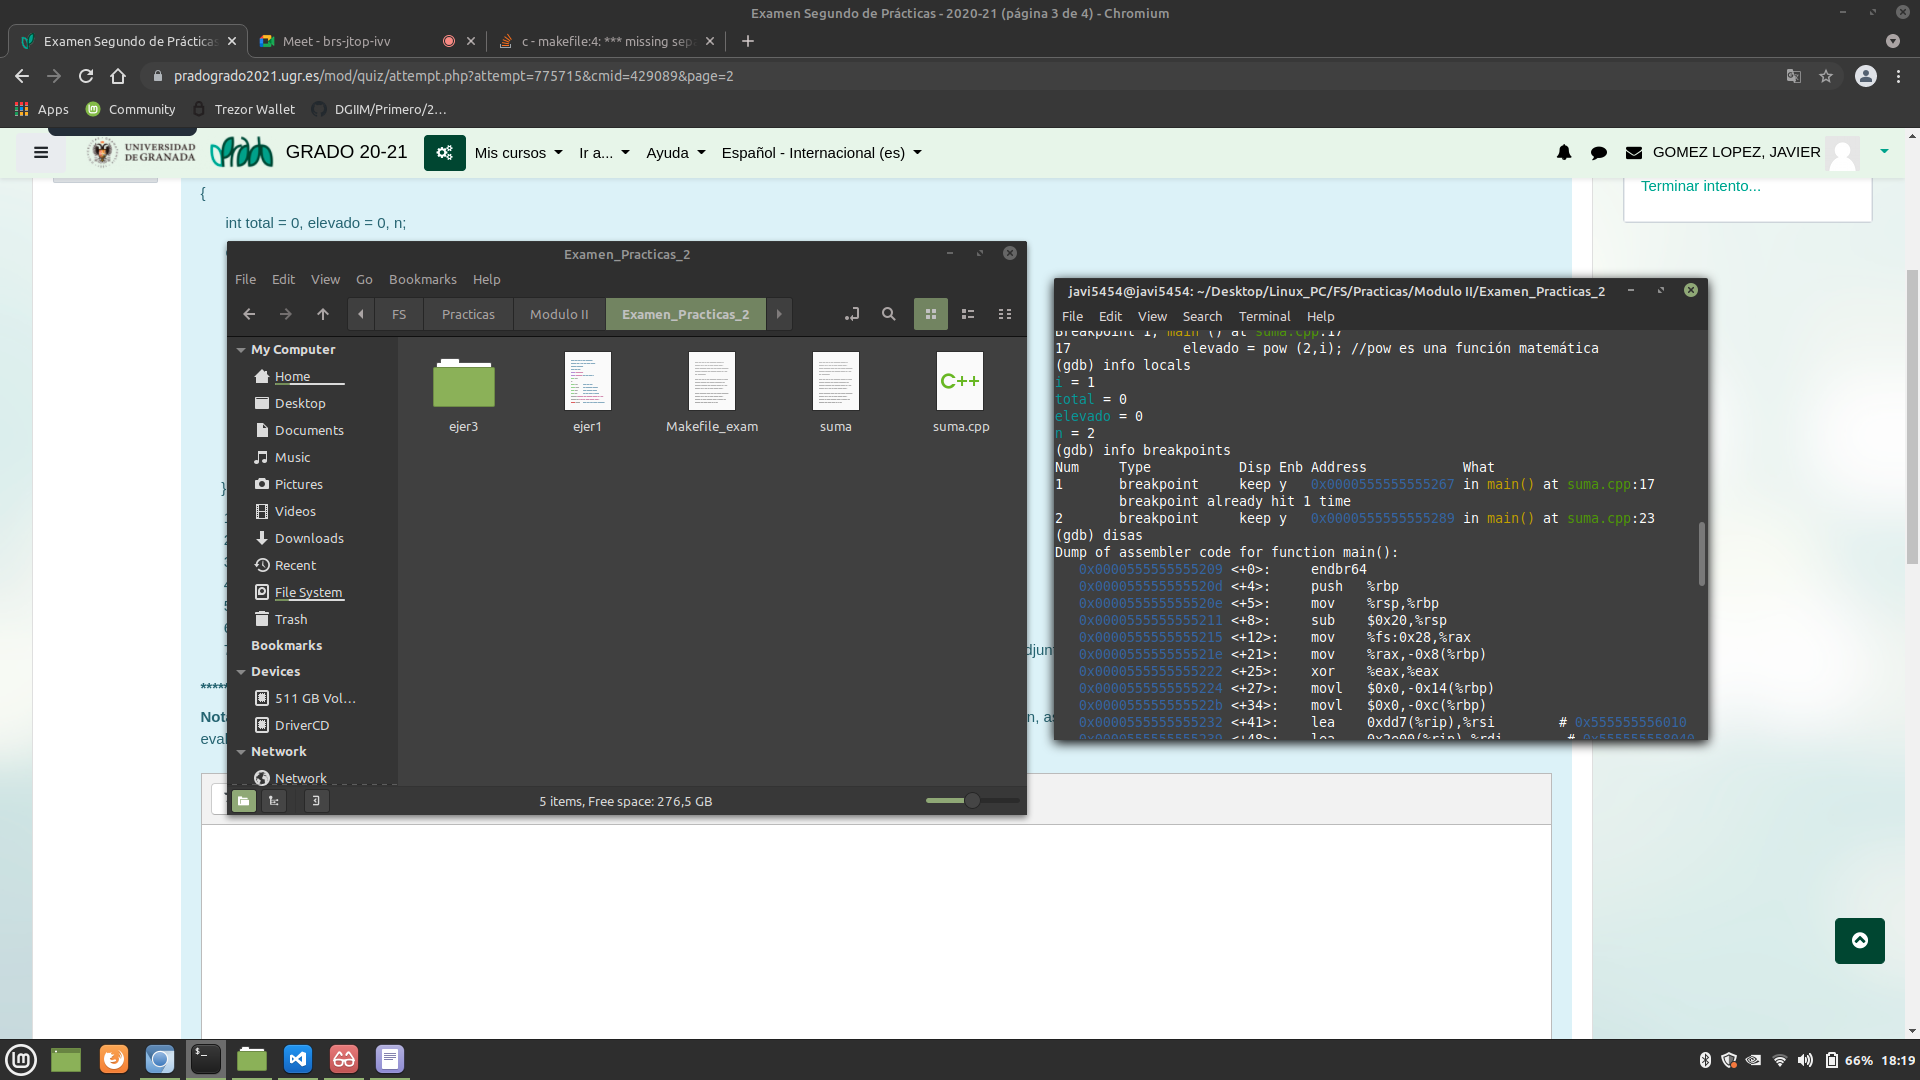 Examen Segundo de Prácticas - 2020-21 (página 3 de 4) - Chromium
Examen Segundo de Prácticas
Meet - brs-jtop-ivv
c - makefile:4: *** missing sep
pradogrado2021.ugr.es/mod/quiz/attempt.php?attempt=775715&cmid=429089&page=2
Apps
Community
Trezor Wallet
DGIIM/Primero/2...
UNIVERSIDAD
DE GRANADA
GRADO 20-21
Mis cursos
Ir a...
Ayuda
Español - Internacional (es)
GOMEZ LOPEZ, JAVIER
Terminar intento...
{
int total = 0, elevado = 0, n;
Examen_Practicas_2
File Edit View Go Bookmarks Help
FS
Practicas
Modulo II
Examen_Practicas_2
My Computer
Home
Desktop
Documents
Music
Pictures
Videos
Downloads
Recent
File System
Trash
Bookmarks
Devices
511 GB Vol...
DriverCD
Network
Network
ejer3
ejer1
Makefile_exam
suma
suma.cpp
C++
5 items, Free space: 276,5 GB
}
djunt
******
Nota
n, as
eval
javi5454@javi5454: ~/Desktop/Linux_PC/FS/Practicas/Modulo II/Examen_Practicas_2
File Edit View Search Terminal Help
Breakpoint 1, main () at suma.cpp:17
17              elevado = pow (2,i); //pow es una función matemática
(gdb) info locals
i = 1
total = 0
elevado = 0
n = 2
(gdb) info breakpoints
Num     Type           Disp Enb Address            What
1       breakpoint     keep y   0x0000555555555267 in main() at suma.cpp:17
        breakpoint already hit 1 time
2       breakpoint     keep y   0x0000555555555289 in main() at suma.cpp:23
(gdb) disas
Dump of assembler code for function main():
   0x0000555555555209 <+0>:     endbr64
   0x000055555555520d <+4>:     push   %rbp
   0x000055555555520e <+5>:     mov    %rsp,%rbp
   0x0000555555555211 <+8>:     sub    $0x20,%rsp
   0x0000555555555215 <+12>:    mov    %fs:0x28,%rax
   0x000055555555521e <+21>:    mov    %rax,-0x8(%rbp)
   0x0000555555555222 <+25>:    xor    %eax,%eax
   0x0000555555555224 <+27>:    movl   $0x0,-0x14(%rbp)
   0x000055555555522b <+34>:    movl   $0x0,-0xc(%rbp)
   0x0000555555555232 <+41>:    lea    0xdd7(%rip),%rsi        # 0x555555556010
   0x0000555555555239 <+48>:    lea    0x2e00(%rip),%rdi        # 0x555555558040
66% 18:19